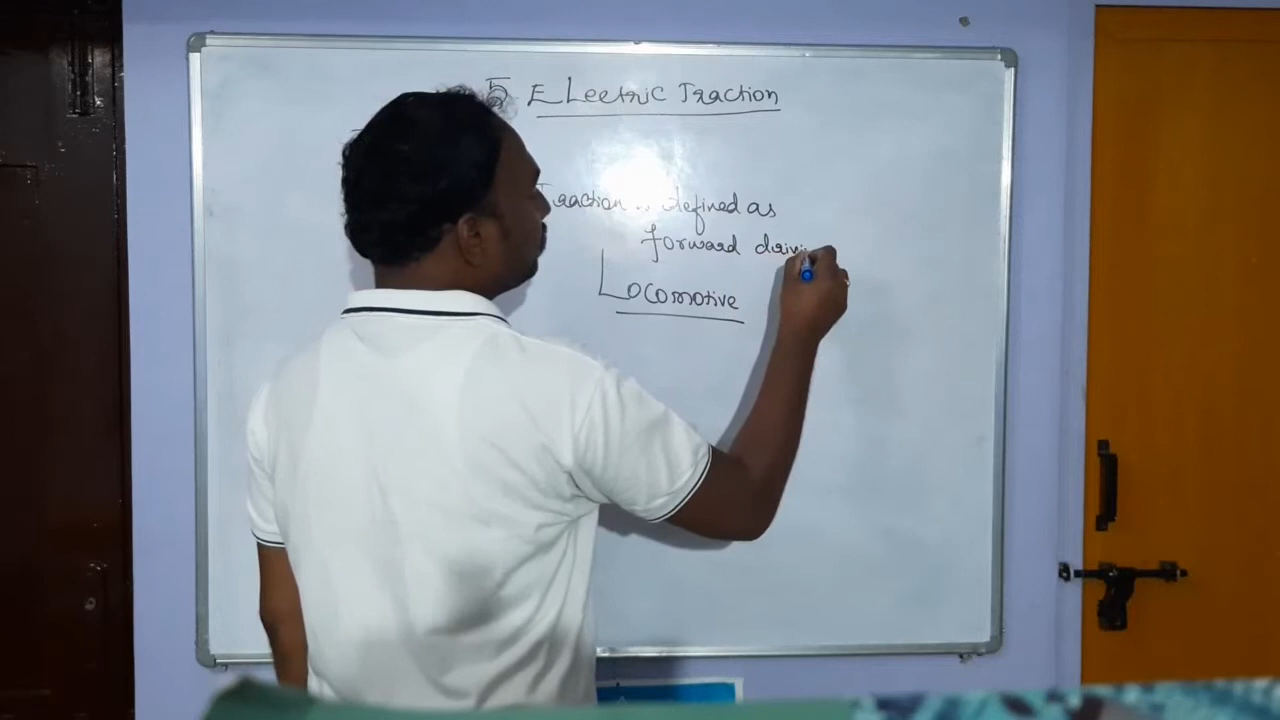 5 Electric Traction
Traction is defined as
forward drivi
Locomotive